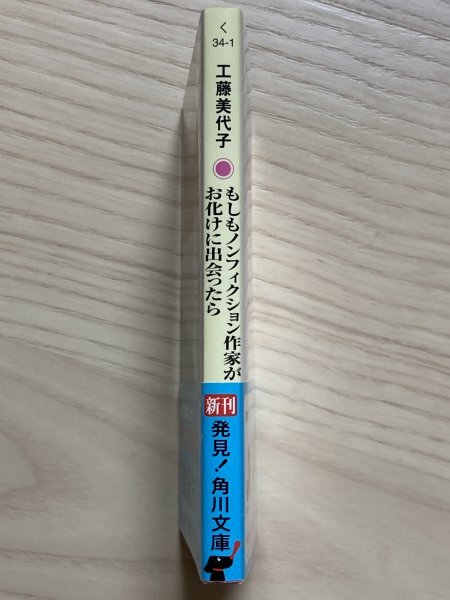 く
34-1
工藤美代子
もしもノンフィクション作家が
お化けに出会ったら
新刊
発見!角川文庫